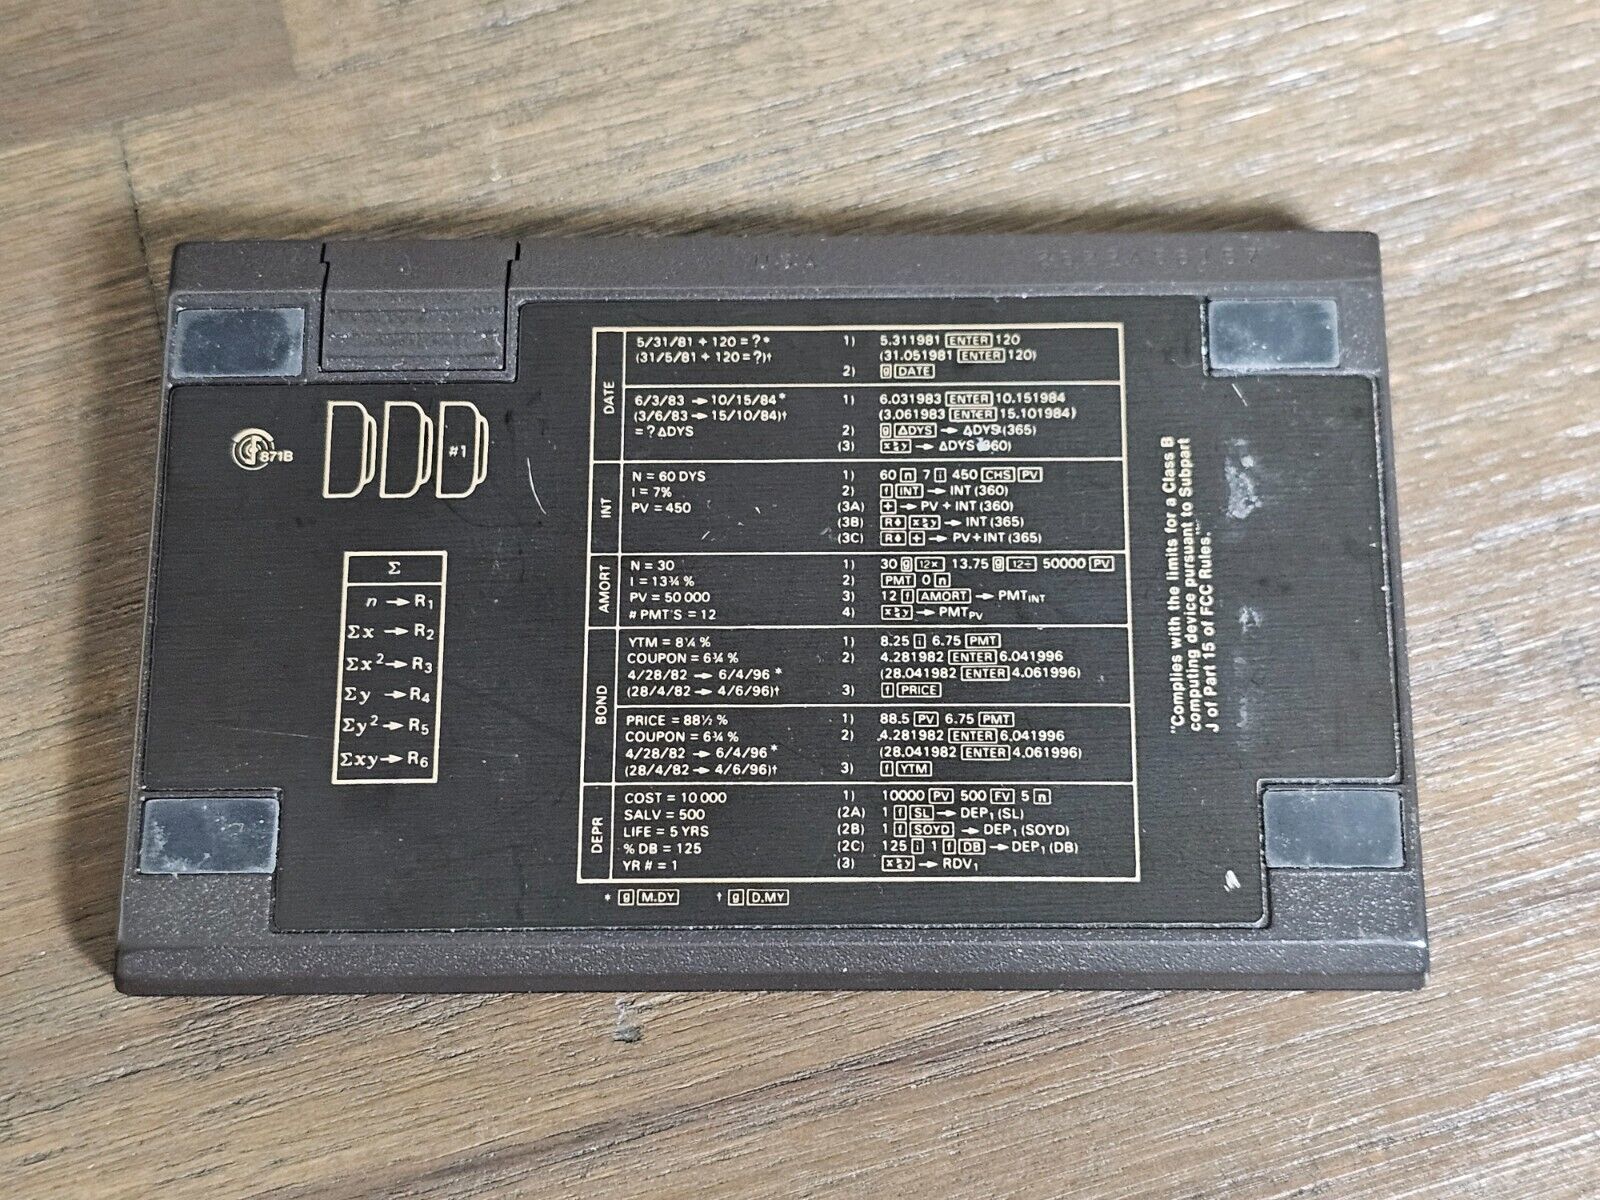 U.S.A
871B
#1
Σ
n → R1
Σx → R2
Σx² → R3
Σy → R4
Σy² → R5
Σxy → R6
DATE
5/31/81 + 120 = ?* 1) 5.311981 ENTER 120
(31/5/81 + 120 = ?)† (31.051981 ENTER 120)
2) g DATE
6/3/83 → 10/15/84* 1) 6.031983 ENTER 10.151984
(3/6/83 → 15/10/84)† (3.061983 ENTER 15.101984)
= ? ΔDYS 2) g ΔDYS → ΔDYS (365)
(3) x≷y → ΔDYS (360)
INT
N = 60 DYS 1) 60 n 7 i 450 CHS PV
I = 7% 2) f INT → INT (360)
PV = 450 (3A) + → PV + INT (360)
(3B) R↓ x≷y → INT (365)
(3C) R↓ + → PV + INT (365)
AMORT
N = 30 1) 30 g 12× 13.75 g 12÷ 50000 PV
I = 13¾ % 2) PMT 0 n
PV = 50 000 3) 12 f AMORT → PMT INT
# PMT'S = 12 4) x≷y → PMT PV
BOND
YTM = 8¼ % 1) 8.25 i 6.75 PMT
COUPON = 6¾ % 2) 4.281982 ENTER 6.041996
4/28/82 → 6/4/96 * (28.041982 ENTER 4.061996)
(28/4/82 → 4/6/96)† 3) f PRICE
PRICE = 88½ % 1) 88.5 PV 6.75 PMT
COUPON = 6¾ % 2) 4.281982 ENTER 6.041996
4/28/82 → 6/4/96 * (28.041982 ENTER 4.061996)
(28/4/82 → 4/6/96)† 3) f YTM
DEPR
COST = 10 000 1) 10000 PV 500 FV 5 n
SALV = 500 (2A) 1 f SL → DEP1 (SL)
LIFE = 5 YRS (2B) 1 f SOYD → DEP1 (SOYD)
% DB = 125 (2C) 125 i 1 f DB → DEP1 (DB)
YR # = 1 (3) x≷y → RDV1
* g M.DY † g D.MY
"Complies with the limits for a Class B
computing device pursuant to Subpart
J of Part 15 of FCC Rules."